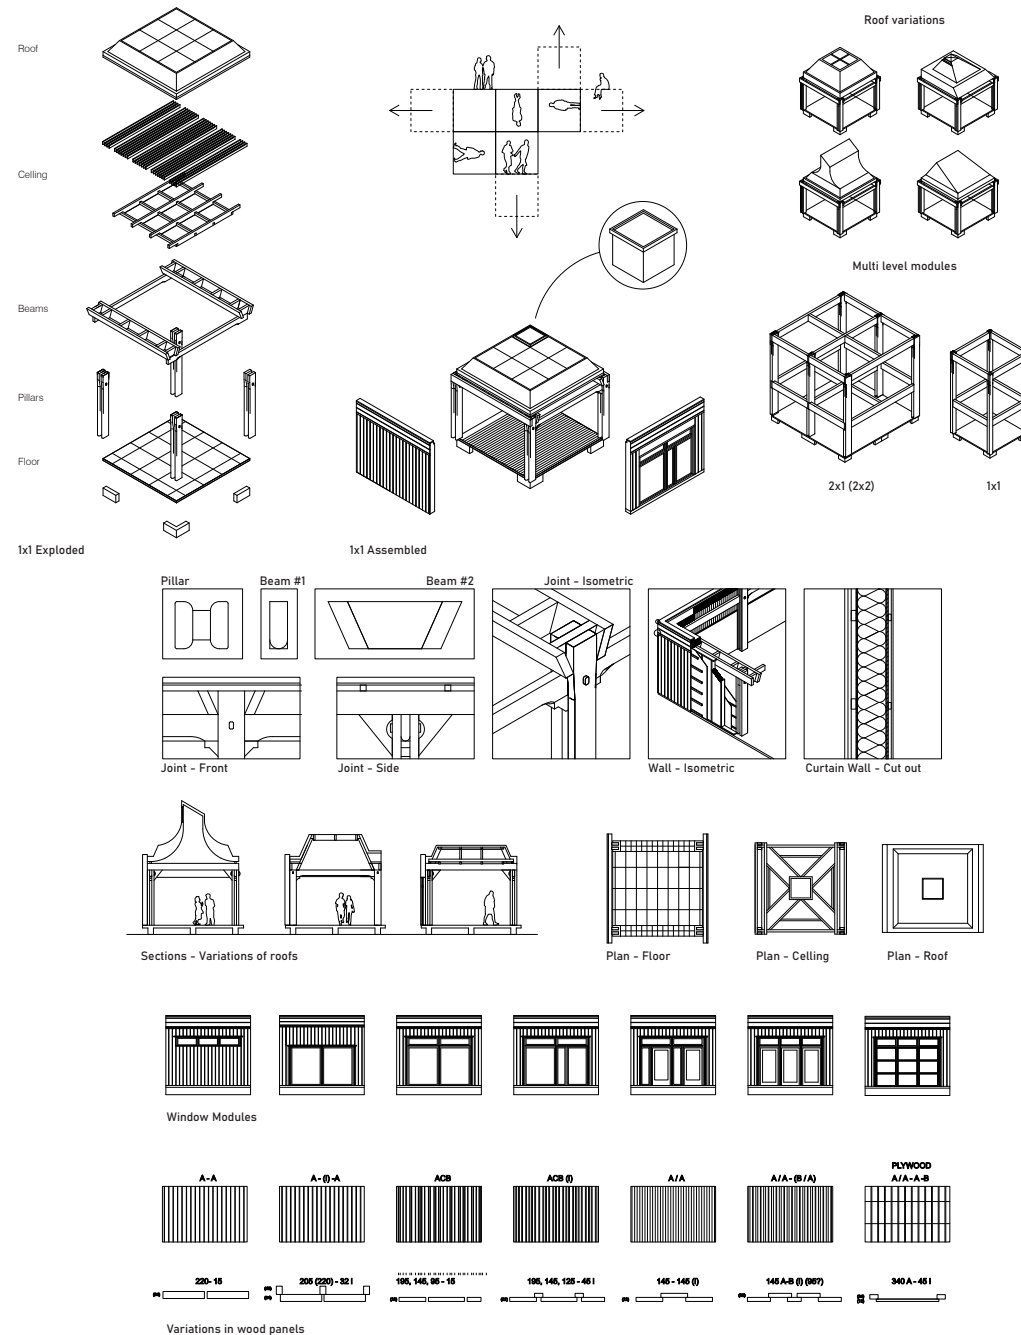 Roof variations
Roof
Celling
Multi level modules
Beams
Pillars
Floor
2x1 (2x2)
1x1
1x1 Exploded
1x1 Assembled
Pillar
Beam #1
Beam #2
Joint - Isometric
Joint - Front
Joint - Side
Wall - Isometric
Curtain Wall - Cut out
Sections - Variations of roofs
Plan - Floor
Plan - Celling
Plan - Roof
Window Modules
PLYWOOD
A - A
A - (I) -A
ACB
ACB (I)
A / A
A / A - (B / A)
A / A - A -B
220- 15
205 (220) - 32 I
195, 145, 95 - 15
195, 145, 125 - 45 I
145 - 145 (I)
145 A-B (I) (95?)
340 A - 45 I
Variations in wood panels